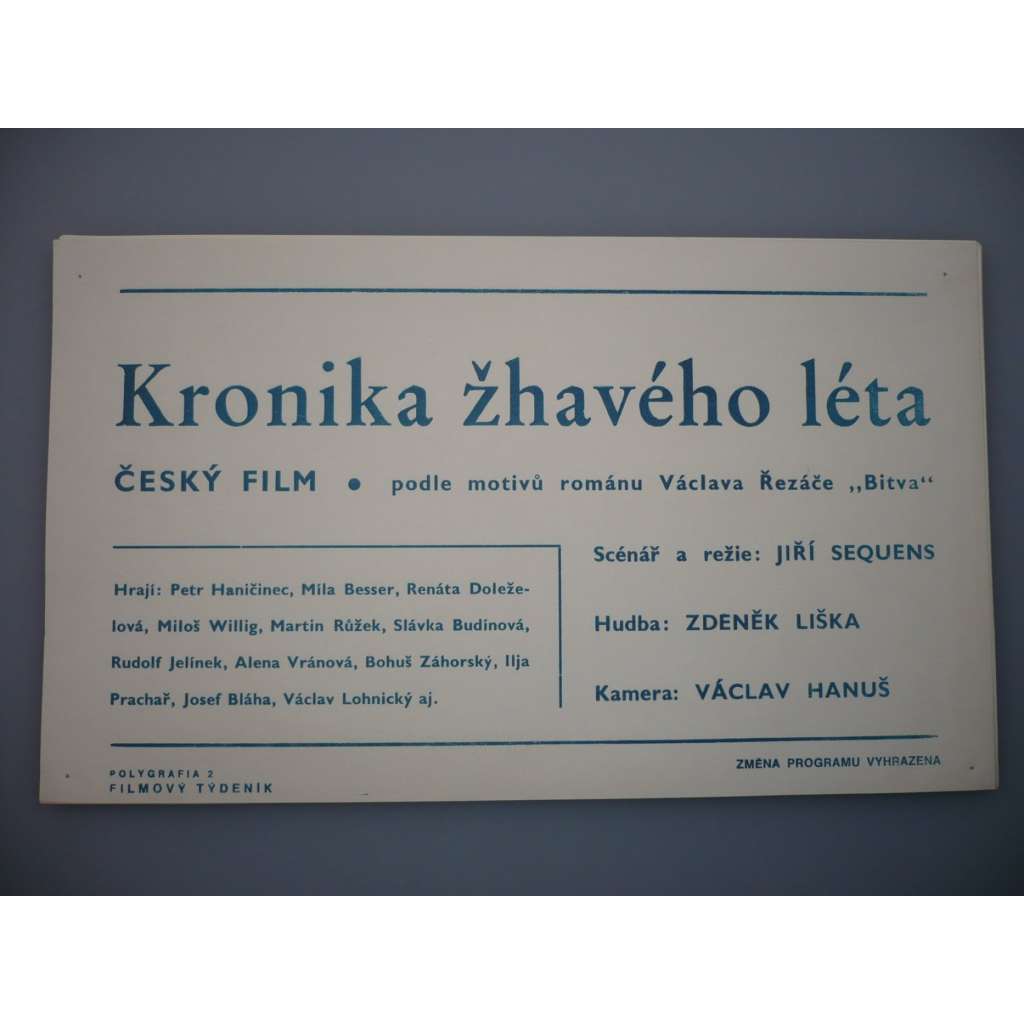 Kronika žhavého léta
ČESKÝ FILM • podle motivů románu Václava Řezáče „Bitva“
Hrají: Petr Haničinec, Míla Besser, Renáta Doleže-
lová, Miloš Willig, Martin Růžek, Slávka Budínová,
Rudolf Jelínek, Alena Vránová, Bohuš Záhorský, Ilja
Prachař, Josef Bláha, Václav Lohnický aj.
Scénář a režie: JIŘÍ SEQUENS
Hudba: ZDENĚK LIŠKA
Kamera: VÁCLAV HANUŠ
POLYGRAFIA 2
FILMOVÝ TÝDENÍK
ZMĚNA PROGRAMU VYHRAZENA